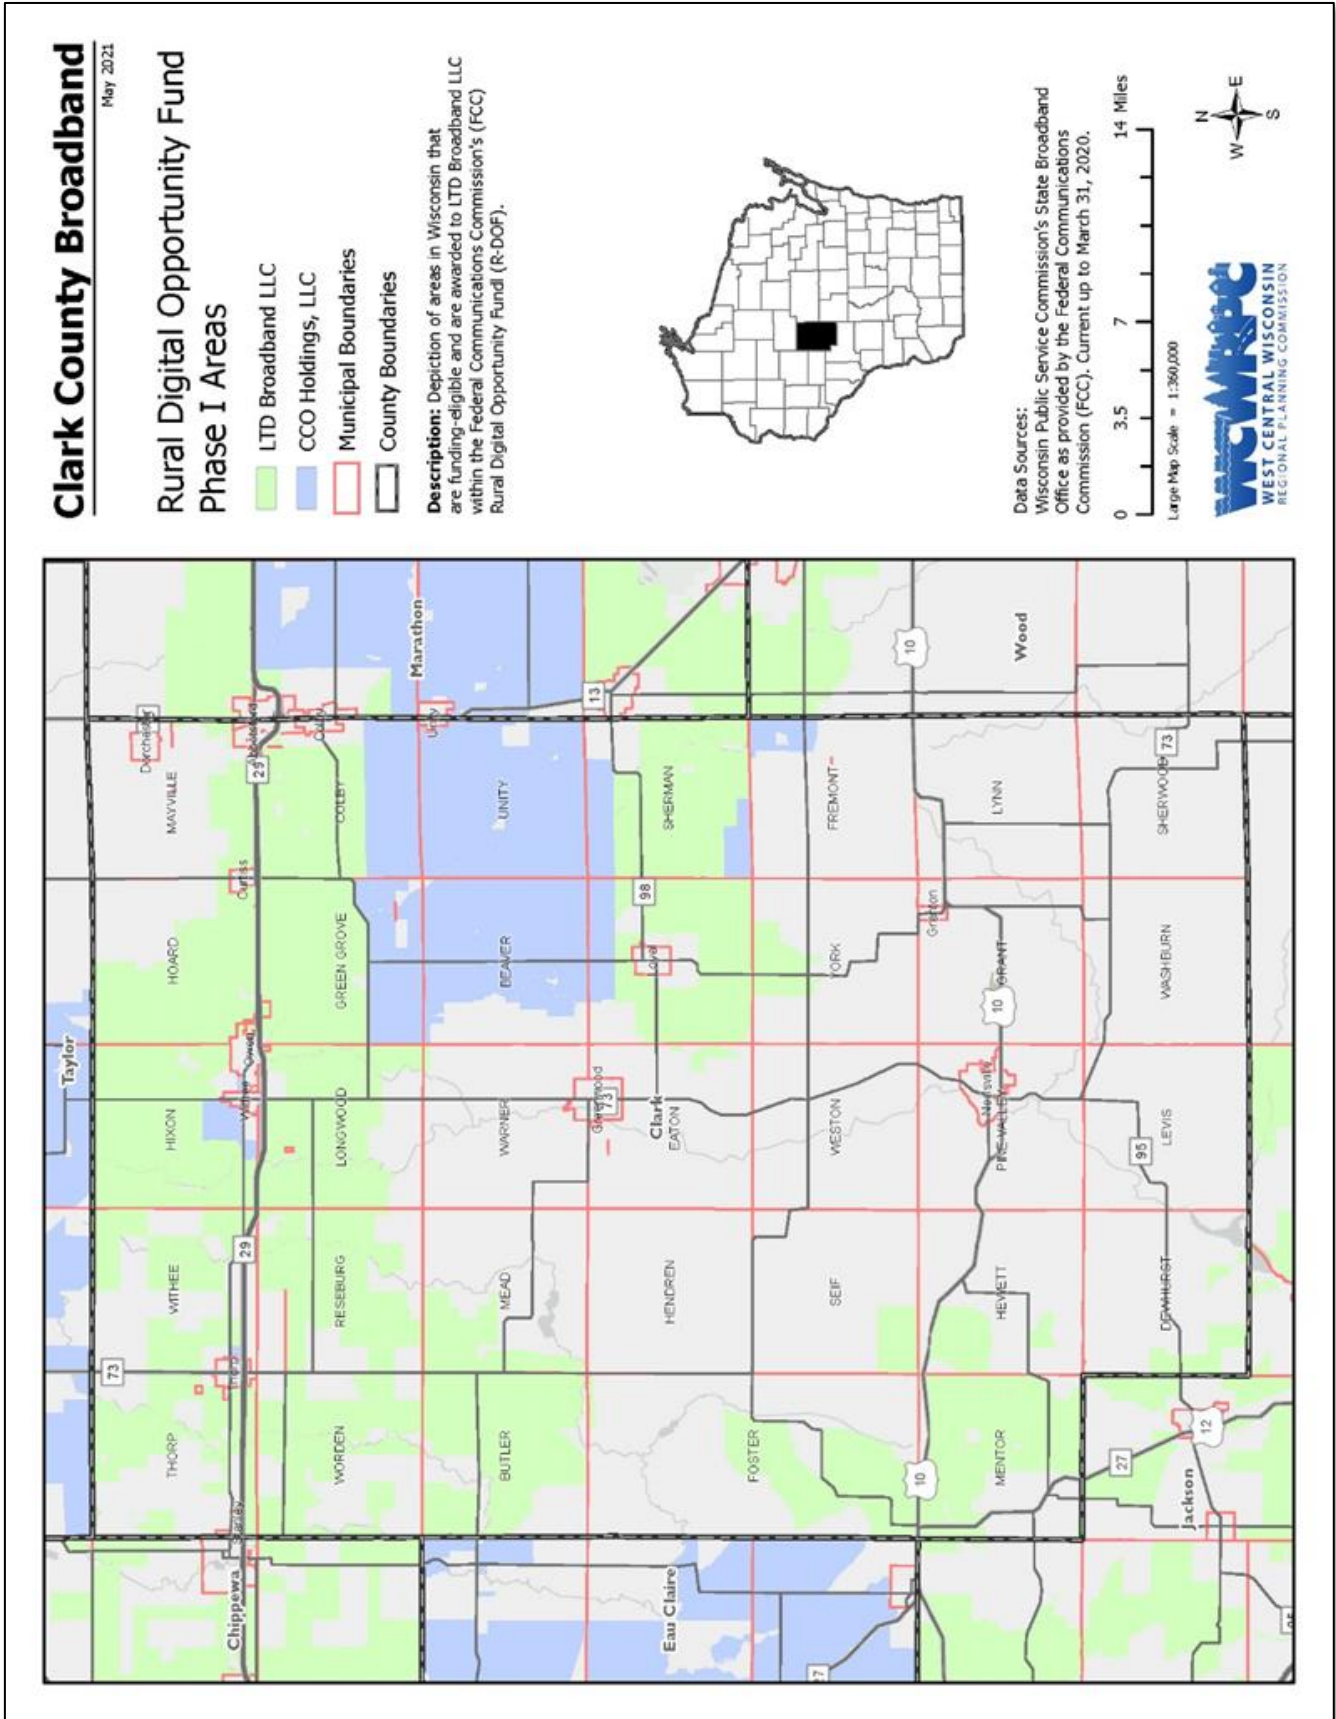 Clark County Broadband
May 2021
Rural Digital Opportunity Fund
Phase I Areas
LTD Broadband LLC
CCO Holdings, LLC
Municipal Boundaries
County Boundaries
Description: Depiction of areas in Wisconsin that
are funding-eligible and are awarded to LTD Broadband LLC
within the Federal Communications Commission's (FCC)
Rural Digital Opportunity Fundl (R-DOF).
Data Sources:
Wisconsin Public Service Commission's State Broadband
Office as provided by the Federal Communications
Commission (FCC). Current up to March 31, 2020.
0 3.5 7 14 Miles
Large Map Scale = 1:360,000
N
W E
S
WCWRPC
WEST CENTRAL WISCONSIN
REGIONAL PLANNING COMMISSION
Taylor
73
Dorchester
THORP
WITHEE
HIXON
HOARD
MAYVILLE
Chippewa
Stanley
Thorp
29
Withee
Owen
Curtiss
29
Abbotsford
WORDEN
RESEBURG
LONGWOOD
GREEN GROVE
COLBY
Colby
Marathon
Unity
BUTLER
MEAD
WARNER
BEAVER
UNITY
Greenwood
73
13
98
Loyal
Eau Claire
Clark
EATON
HENDREN
SHERMAN
FOSTER
27
SEIF
WESTON
YORK
FREMONT
10
10
Granton
Neillsville
10
MENTOR
HEWETT
PINE VALLEY
GRANT
LYNN
Wood
27
95
73
Jackson
12
DEWHURST
LEVIS
WASHBURN
SHERWOOD